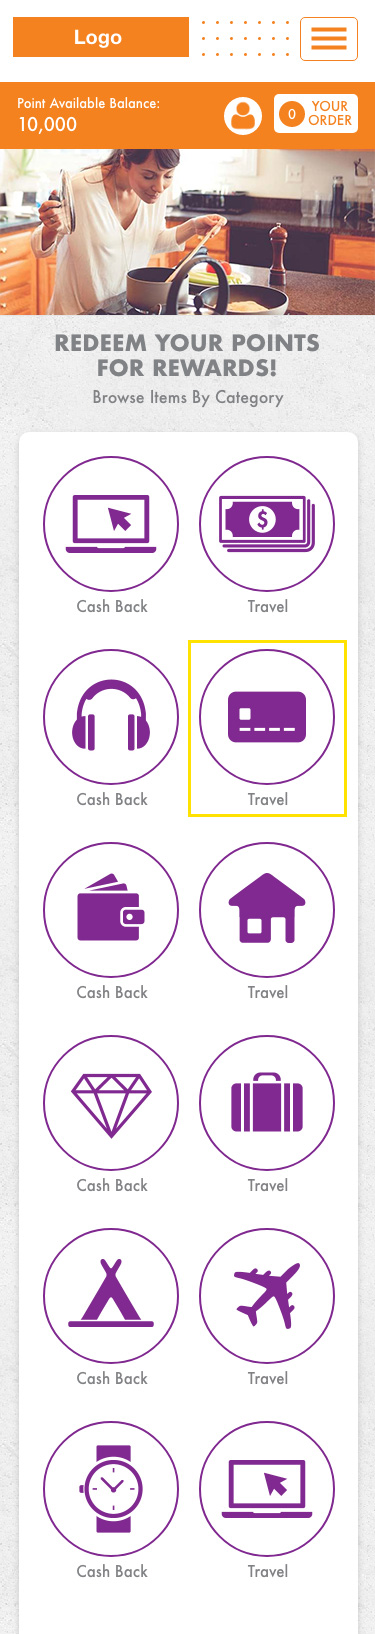 Logo
Point Available Balance:
10,000
0
YOUR
ORDER
REDEEM YOUR POINTS
FOR REWARDS!
Browse Items By Category
$
Cash Back
Travel
Cash Back
Travel
Cash Back
Travel
Cash Back
Travel
Cash Back
Travel
Cash Back
Travel